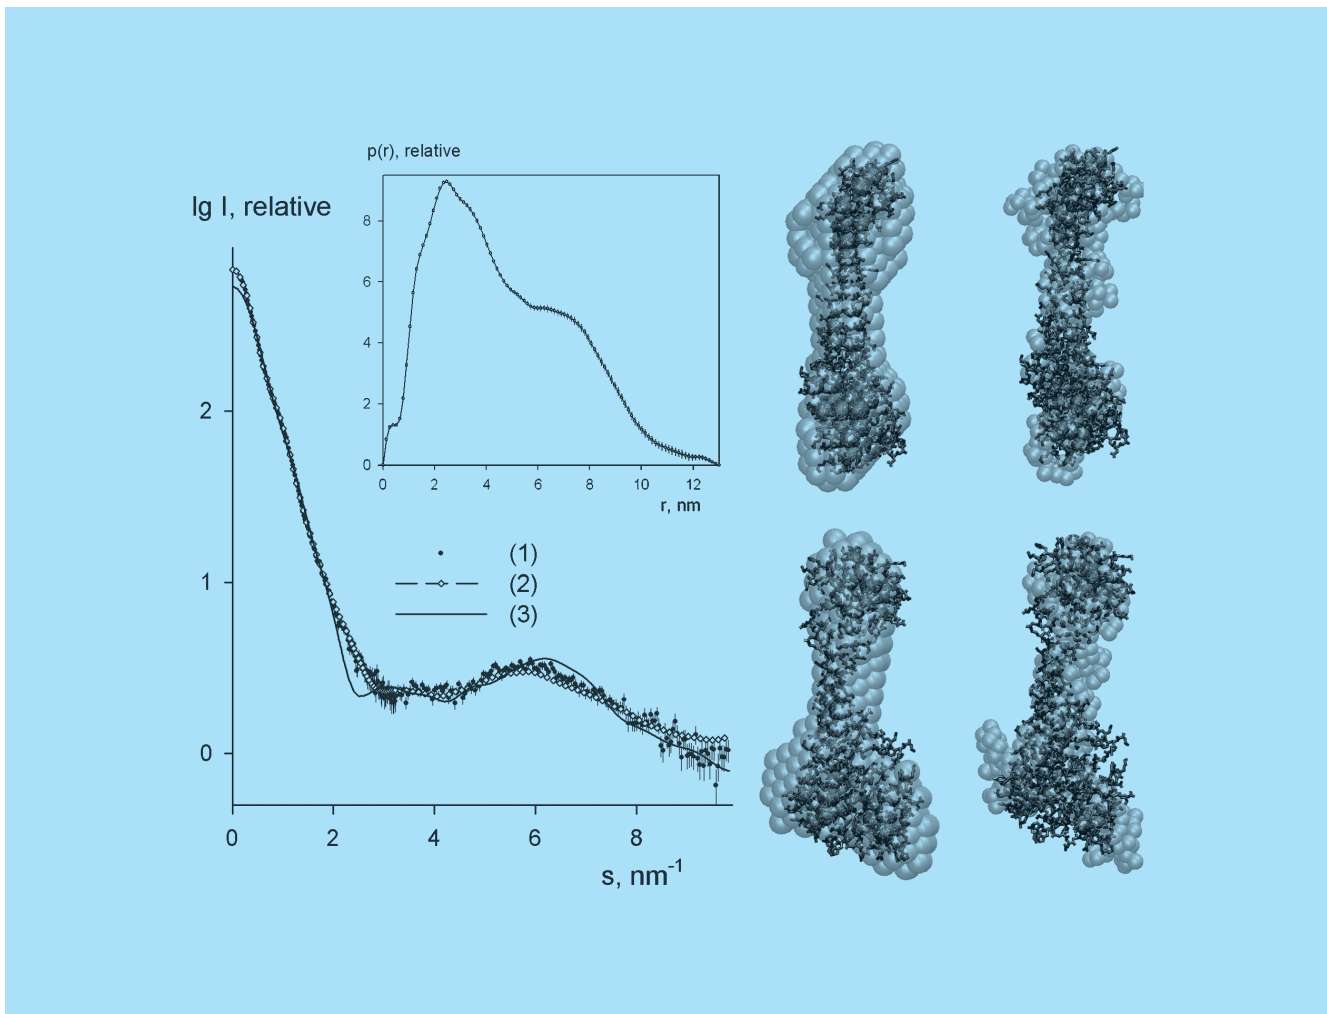 p(r), relative
lg I, relative
8
6
4
2
0
0 2 4 6 8 10 12
r, nm
2
1
0
(1)
(2)
(3)
0 2 4 6 8
s, nm-1